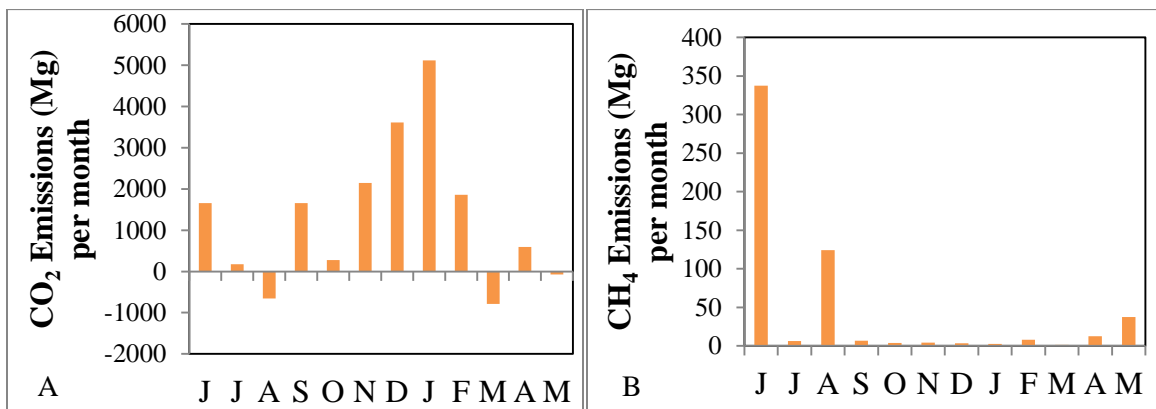 CO₂ Emissions (Mg)
per month
6000
5000
4000
3000
2000
1000
0
-1000
-2000
A
J J A S O N D J F M A M
CH₄ Emissions (Mg)
per month
400
350
300
250
200
150
100
50
0
B
J J A S O N D J F M A M